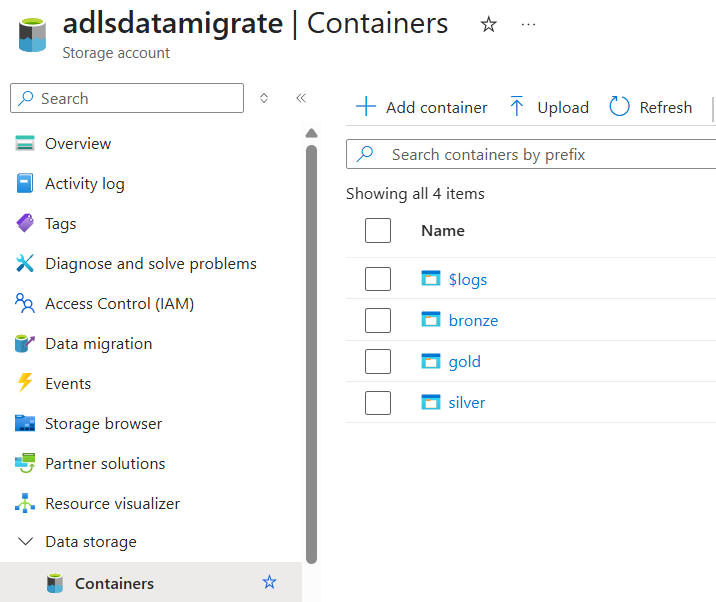 adlsdatamigrate | Containers
Storage account
Search
Overview
Activity log
Tags
Diagnose and solve problems
Access Control (IAM)
Data migration
Events
Storage browser
Partner solutions
Resource visualizer
Data storage
Containers
Add container Upload Refresh
Search containers by prefix
Showing all 4 items
Name
$logs
bronze
gold
silver